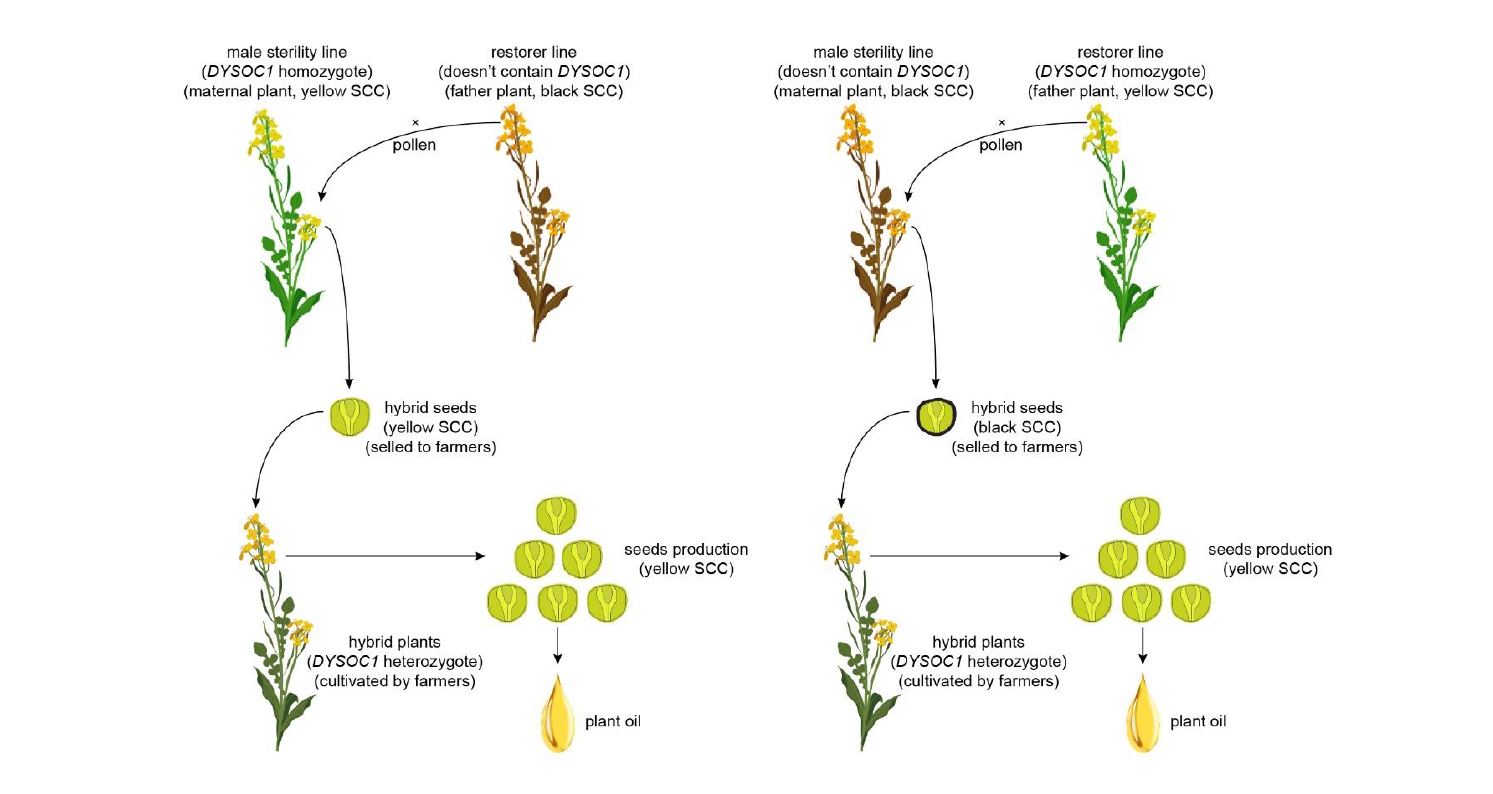 male sterility line
(DYSOC1 homozygote)
(maternal plant, yellow SCC)
restorer line
(doesn't contain DYSOC1)
(father plant, black SCC)
×
pollen
hybrid seeds
(yellow SCC)
(selled to farmers)
seeds production
(yellow SCC)
hybrid plants
(DYSOC1 heterozygote)
(cultivated by farmers)
plant oil
male sterility line
(doesn't contain DYSOC1)
(maternal plant, black SCC)
restorer line
(DYSOC1 homozygote)
(father plant, yellow SCC)
×
pollen
hybrid seeds
(black SCC)
(selled to farmers)
seeds production
(yellow SCC)
hybrid plants
(DYSOC1 heterozygote)
(cultivated by farmers)
plant oil